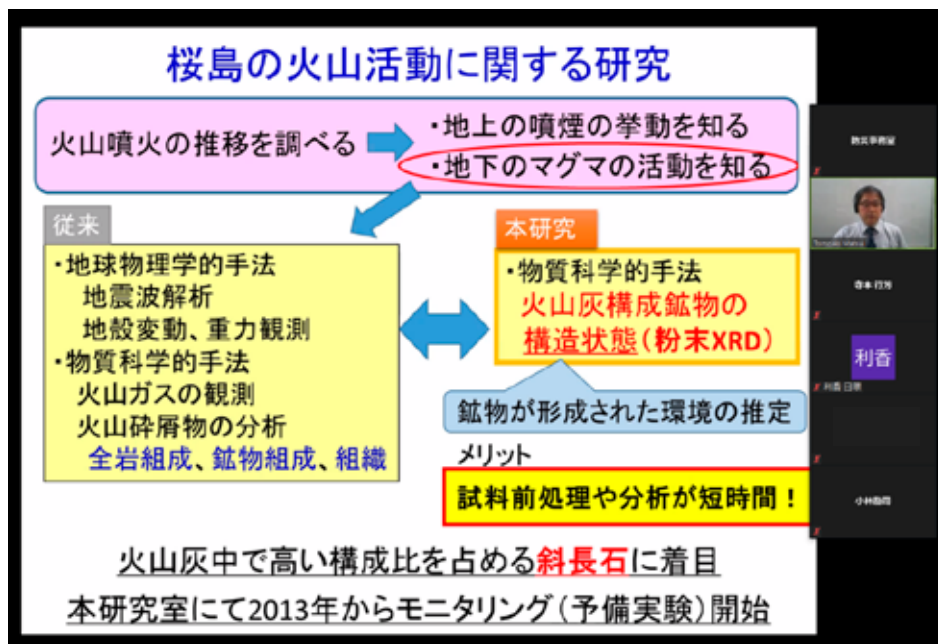 桜島の火山活動に関する研究
火山噴火の推移を調べる
・地上の噴煙の挙動を知る
・地下のマグマの活動を知る
従来
・地球物理学的手法
地震波解析
地殻変動、重力観測
・物質科学的手法
火山ガスの観測
火山砕屑物の分析
全岩組成、鉱物組成、組織
本研究
・物質科学的手法
火山灰構成鉱物の
構造状態(粉末XRD)
鉱物が形成された環境の推定
メリット
試料前処理や分析が短時間!
火山灰中で高い構成比を占める斜長石に着目
本研究室にて2013年からモニタリング(予備実験)開始
防災事務室
利香